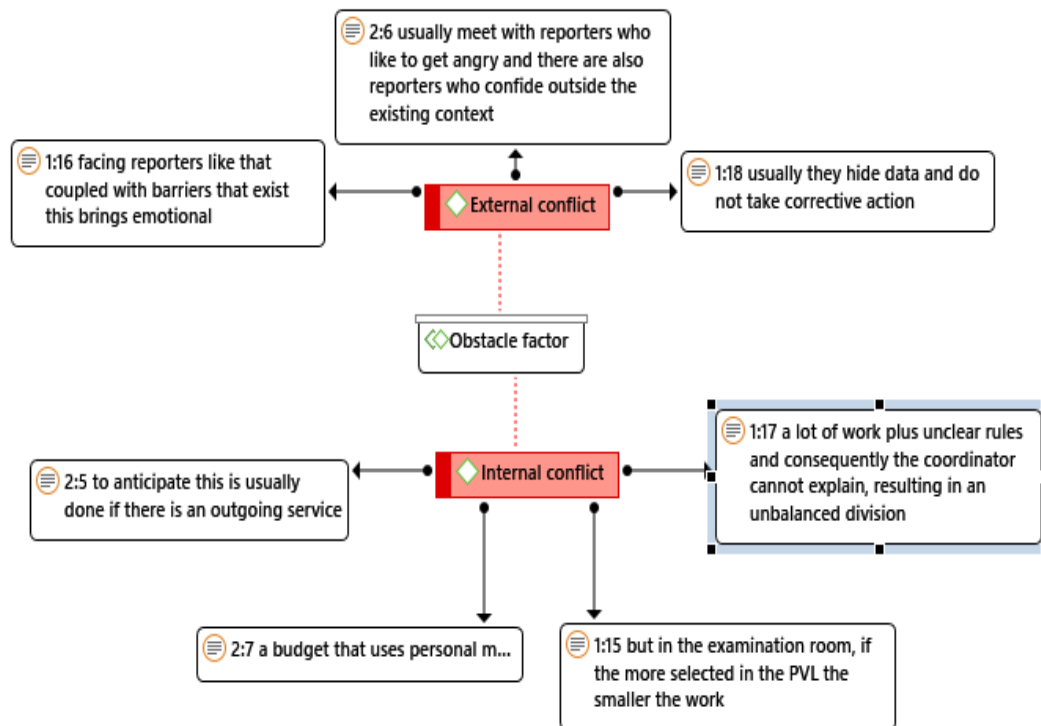 2:6 usually meet with reporters who
like to get angry and there are also
reporters who confide outside the
existing context
1:16 facing reporters like that
coupled with barriers that exist
this brings emotional
1:18 usually they hide data and do
not take corrective action
External conflict
Obstacle factor
1:17 a lot of work plus unclear rules
and consequently the coordinator
cannot explain, resulting in an
unbalanced division
Internal conflict
2:5 to anticipate this is usually
done if there is an outgoing service
2:7 a budget that uses personal m...
1:15 but in the examination room, if
the more selected in the PVL the
smaller the work